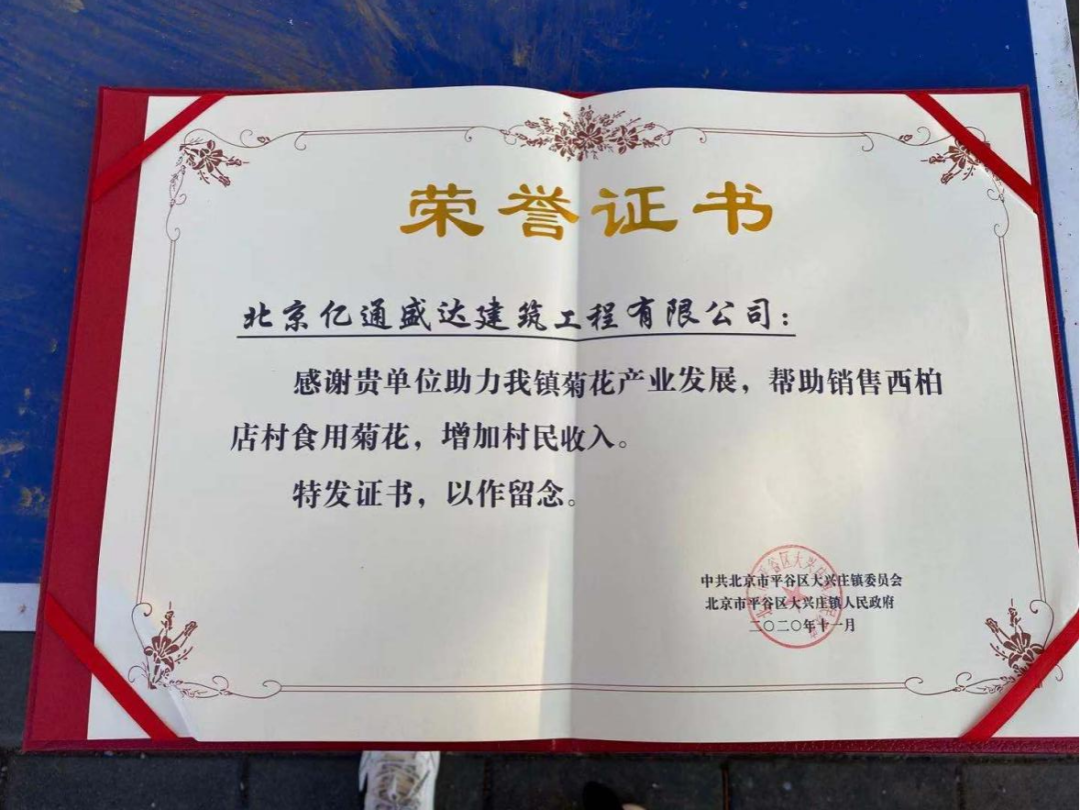 荣誉证书
北京亿通盛达建筑工程有限公司：
感谢贵单位助力我镇菊花产业发展，帮助销售西柏
店村食用菊花，增加村民收入。
特发证书，以作留念。
中共北京市平谷区大兴庄镇委员会
北京市平谷区大兴庄镇人民政府
二〇二〇年十一月